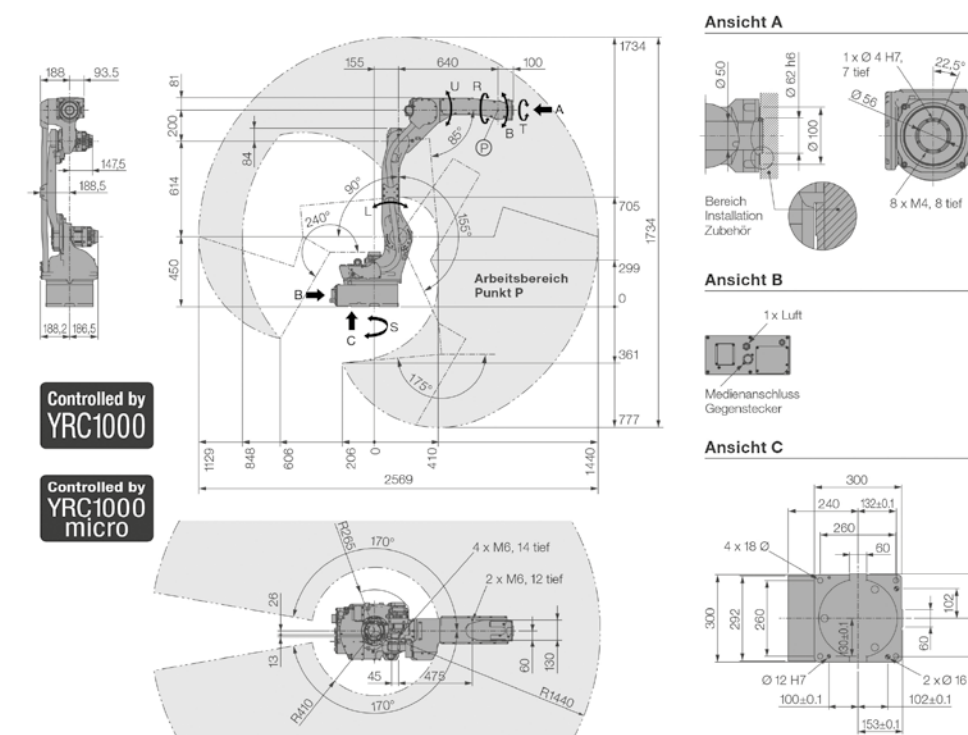 188
93.5
147,5
188,5
188,2
186,5
155
640
100
1734
81
200
84
614
450
U
R
A
B
T
P
85°
90°
L
240°
155°
705
1734
299
0
361
777
Arbeitsbereich
Punkt P
B
C
S
175°
1129
848
606
206
0
410
1440
2569
Controlled by
YRC1000
Controlled by
YRC1000
micro
R265
170°
4 x M6, 14 tief
2 x M6, 12 tief
26
13
45
475
60
130
R410
170°
R1440
Ansicht A
Ø 50
Ø 62 h6
Ø 100
1 x Ø 4 H7,
7 tief
22,5°
Ø 56
8 x M4, 8 tief
Bereich
Installation
Zubehör
Ansicht B
1 x Luft
Medienanschluss
Gegenstecker
Ansicht C
300
240
132±0.1
260
4 x 18 Ø
60
300
292
260
130±0.1
102
60
Ø 12 H7
2 x Ø 16
100±0.1
102±0.1
153±0.1